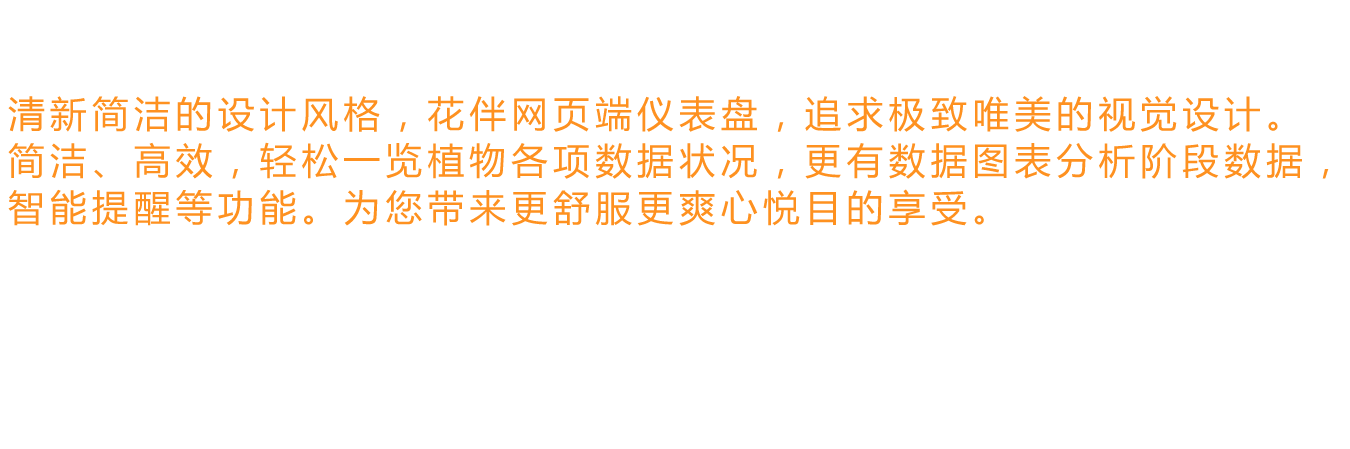 清新简洁的设计风格，花伴网页端仪表盘，追求极致唯美的视觉设计。
简洁、高效，轻松一览植物各项数据状况，更有数据图表分析阶段数据，
智能提醒等功能。为您带来更舒服更爽心悦目的享受。